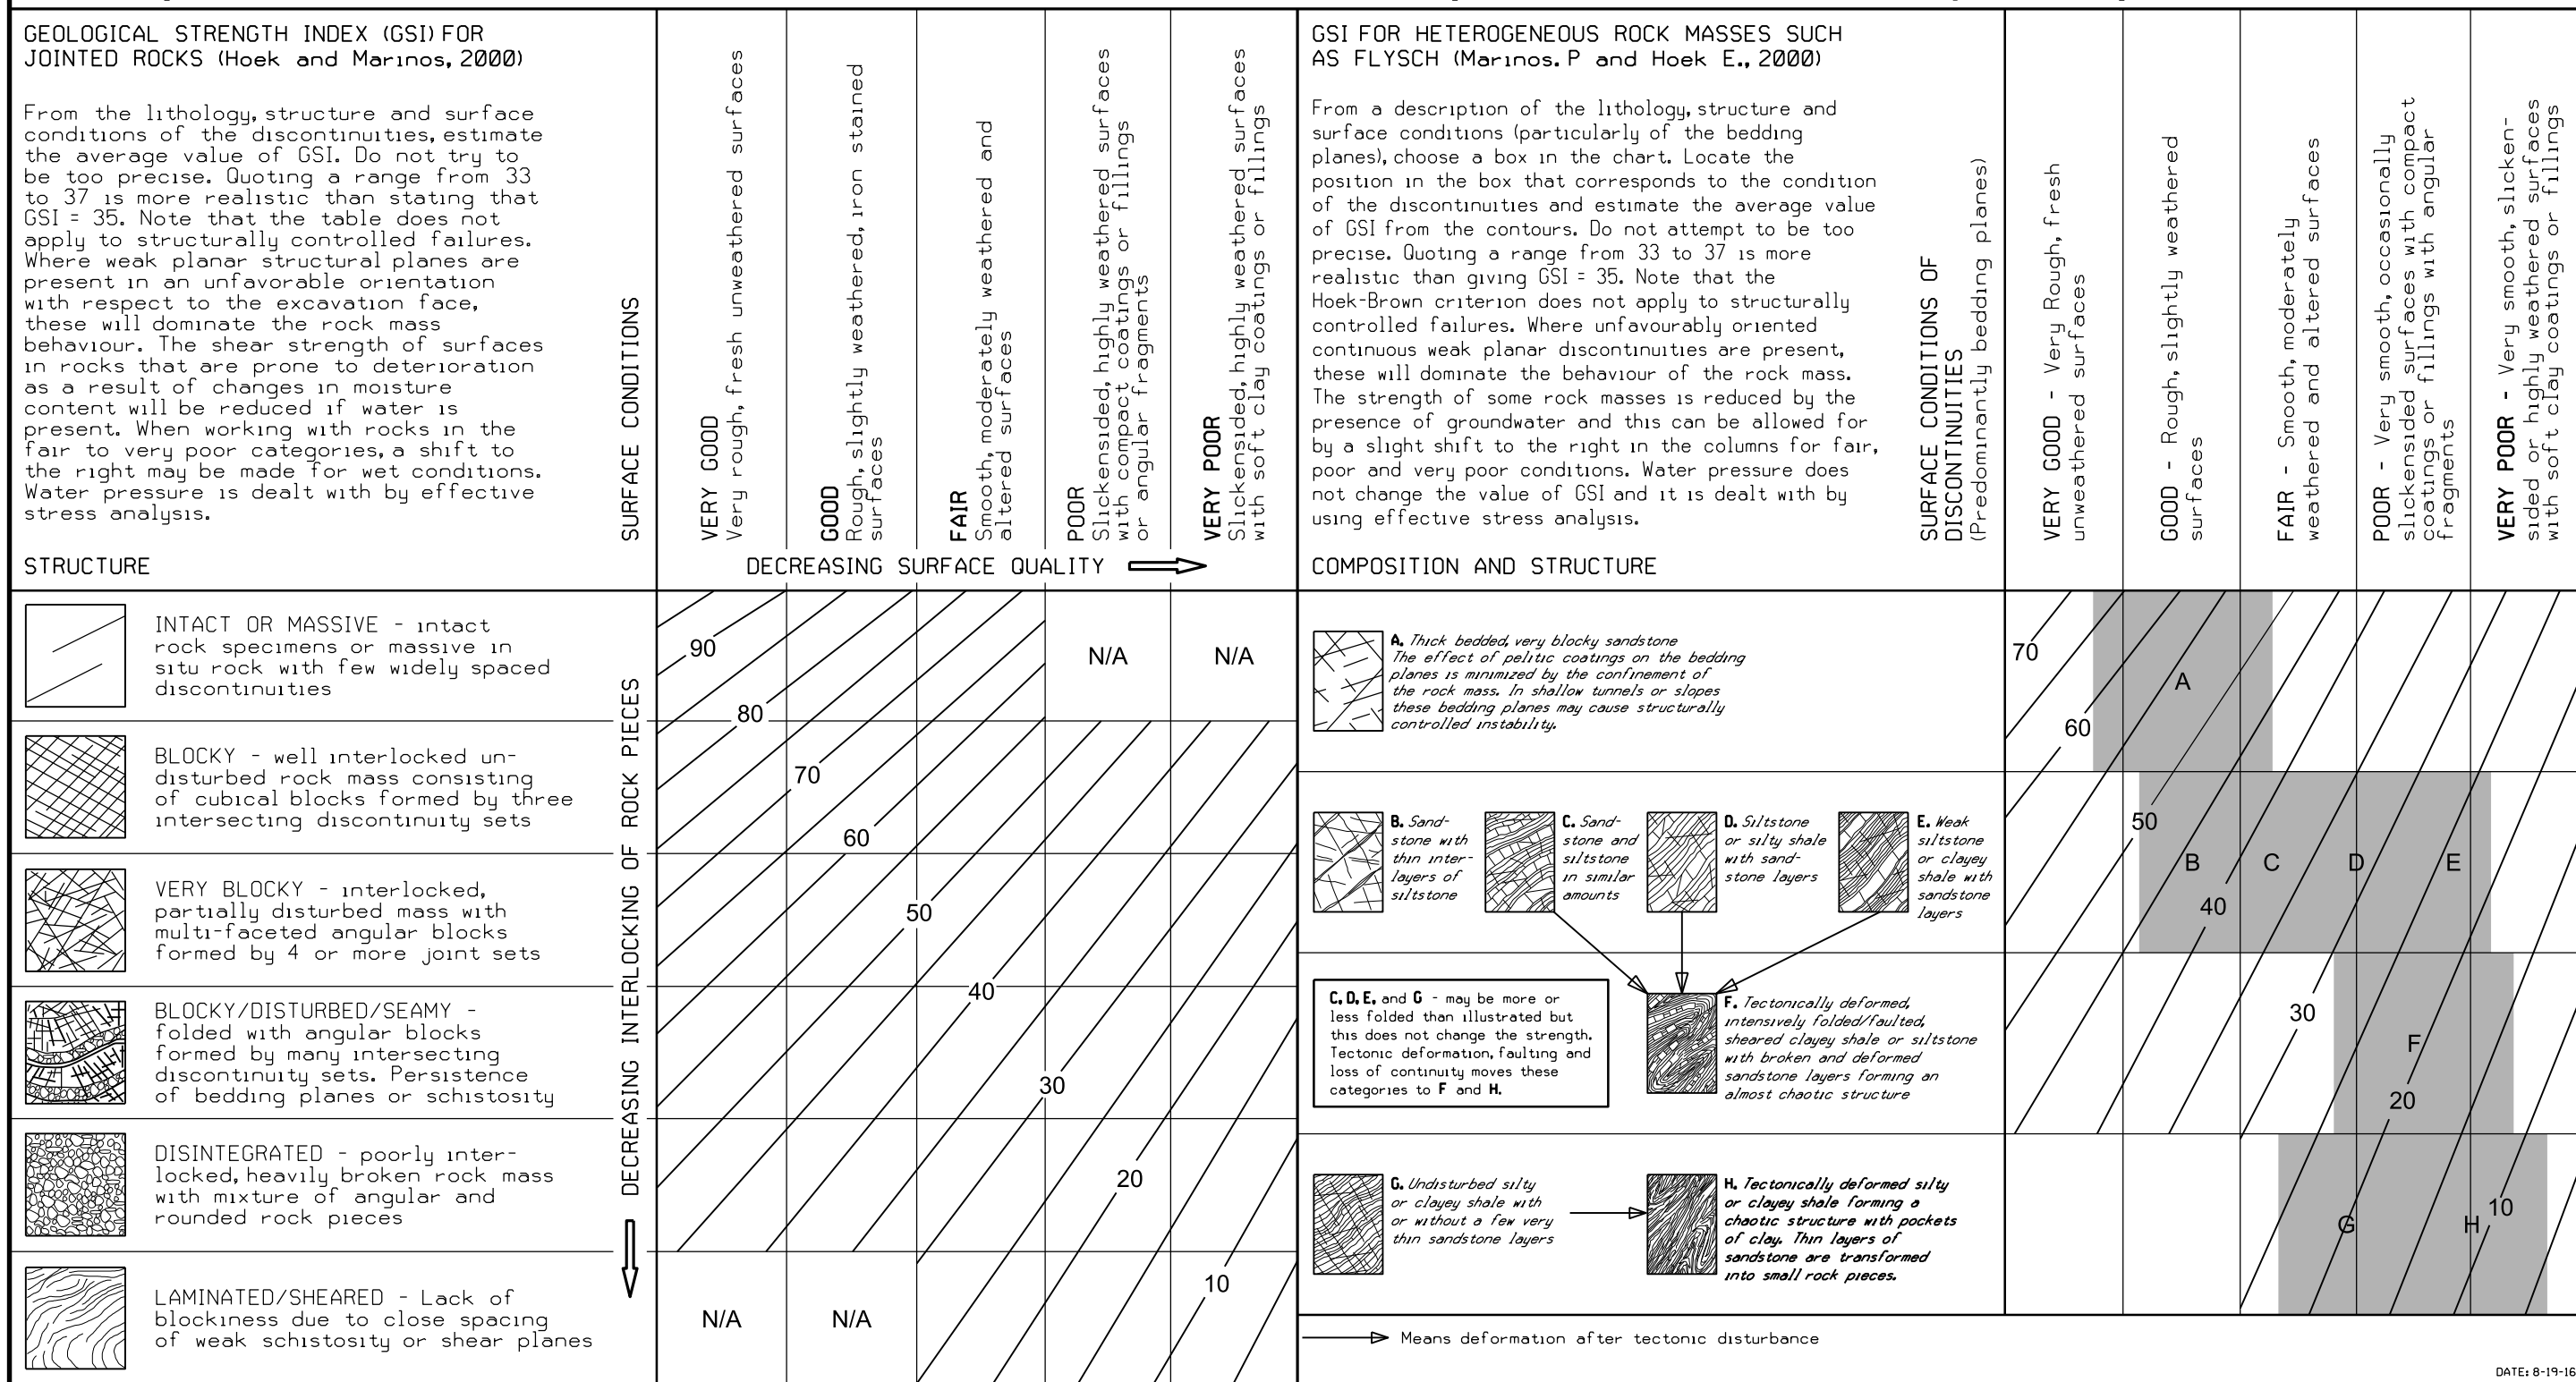 GEOLOGICAL STRENGTH INDEX (GSI) FOR
JOINTED ROCKS (Hoek and Marinos, 2000)
From the lithology, structure and surface
conditions of the discontinuities, estimate
the average value of GSI. Do not try to
be too precise. Quoting a range from 33
to 37 is more realistic than stating that
GSI = 35. Note that the table does not
apply to structurally controlled failures.
Where weak planar structural planes are
present in an unfavorable orientation
with respect to the excavation face,
these will dominate the rock mass
behaviour. The shear strength of surfaces
in rocks that are prone to deterioration
as a result of changes in moisture
content will be reduced if water is
present. When working with rocks in the
fair to very poor categories, a shift to
the right may be made for wet conditions.
Water pressure is dealt with by effective
stress analysis.
STRUCTURE
SURFACE CONDITIONS
VERY GOOD
Very rough, fresh unweathered surfaces
GOOD
Rough, slightly weathered, iron stained
surfaces
FAIR
Smooth, moderately weathered and
altered surfaces
POOR
Slickensided, highly weathered surfaces
with compact coatings or fillings
or angular fragments
VERY POOR
Slickensided, highly weathered surfaces
with soft clay coatings or fillings
DECREASING SURFACE QUALITY
INTACT OR MASSIVE - intact
rock specimens or massive in
situ rock with few widely spaced
discontinuities
BLOCKY - well interlocked un-
disturbed rock mass consisting
of cubical blocks formed by three
intersecting discontinuity sets
VERY BLOCKY - interlocked,
partially disturbed mass with
multi-faceted angular blocks
formed by 4 or more joint sets
BLOCKY/DISTURBED/SEAMY -
folded with angular blocks
formed by many intersecting
discontinuity sets. Persistence
of bedding planes or schistosity
DISINTEGRATED - poorly inter-
locked, heavily broken rock mass
with mixture of angular and
rounded rock pieces
LAMINATED/SHEARED - Lack of
blockiness due to close spacing
of weak schistosity or shear planes
DECREASING INTERLOCKING OF ROCK PIECES
90
N/A
N/A
80
70
60
50
40
30
20
10
N/A
N/A
GSI FOR HETEROGENEOUS ROCK MASSES SUCH
AS FLYSCH (Marinos. P and Hoek E., 2000)
From a description of the lithology, structure and
surface conditions (particularly of the bedding
planes), choose a box in the chart. Locate the
position in the box that corresponds to the condition
of the discontinuities and estimate the average value
of GSI from the contours. Do not attempt to be too
precise. Quoting a range from 33 to 37 is more
realistic than giving GSI = 35. Note that the
Hoek-Brown criterion does not apply to structurally
controlled failures. Where unfavourably oriented
continuous weak planar discontinuities are present,
these will dominate the behaviour of the rock mass.
The strength of some rock masses is reduced by the
presence of groundwater and this can be allowed for
by a slight shift to the right in the columns for fair,
poor and very poor conditions. Water pressure does
not change the value of GSI and it is dealt with by
using effective stress analysis.
COMPOSITION AND STRUCTURE
SURFACE CONDITIONS OF
DISCONTINUITIES
(Predominantly bedding planes)
VERY GOOD - Very Rough, fresh
unweathered surfaces
GOOD - Rough, slightly weathered
surfaces
FAIR - Smooth, moderately
weathered and altered surfaces
POOR - Very smooth, occasionally
slickensided surfaces with compact
coatings or fillings with angular
fragments
VERY POOR - Very smooth, slicken-
sided or highly weathered surfaces
with soft clay coatings or fillings
A. Thick bedded, very blocky sandstone
The effect of pelitic coatings on the bedding
planes is minimized by the confinement of
the rock mass. In shallow tunnels or slopes
these bedding planes may cause structurally
controlled instability.
B. Sand-
stone with
thin inter-
layers of
siltstone
C. Sand-
stone and
siltstone
in similar
amounts
D. Siltstone
or silty shale
with sand-
stone layers
E. Weak
siltstone
or clayey
shale with
sandstone
layers
C, D, E, and G - may be more or
less folded than illustrated but
this does not change the strength.
Tectonic deformation, faulting and
loss of continuity moves these
categories to F and H.
F. Tectonically deformed,
intensively folded/faulted,
sheared clayey shale or siltstone
with broken and deformed
sandstone layers forming an
almost chaotic structure
G. Undisturbed silty
or clayey shale with
or without a few very
thin sandstone layers
H. Tectonically deformed silty
or clayey shale forming a
chaotic structure with pockets
of clay. Thin layers of
sandstone are transformed
into small rock pieces.
70
A
60
50
B
C
D
E
40
30
F
20
G
H
10
Means deformation after tectonic disturbance
DATE: 8-19-16